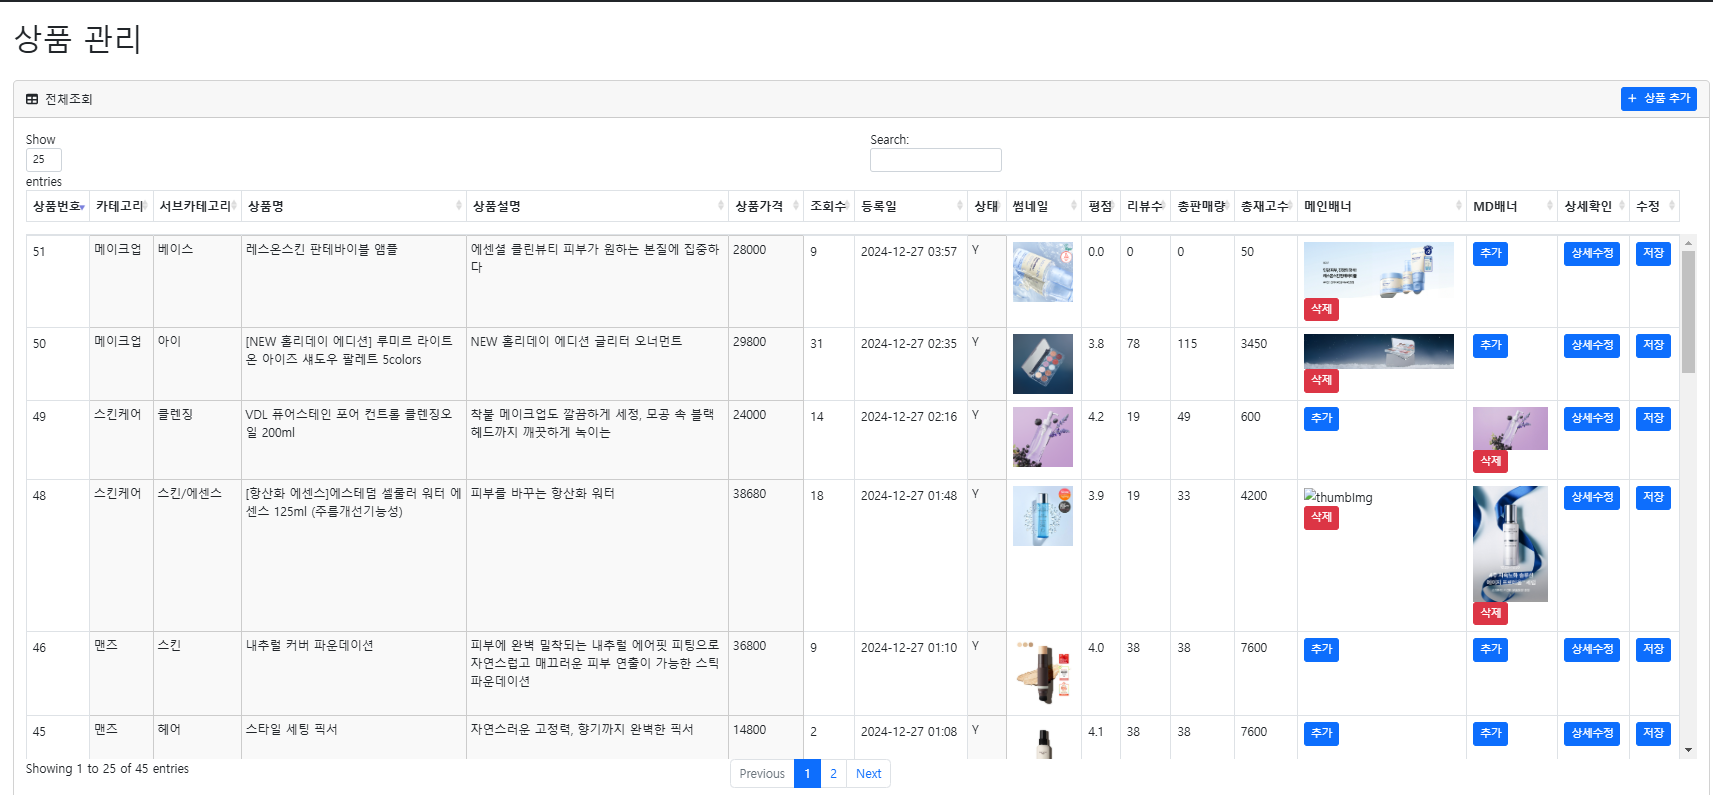 상품 관리
전체조회
+ 상품 추가
Show
25
entries
Search:
상품번호 카테고리 서브카테고리 상품명 상품설명 상품가격 조회수 등록일 상태 썸네일 평점 리뷰수 총판매량 총재고수 메인배너 MD배너 상세확인 수정
51 메이크업 베이스 레스온스킨 판테바이블 앰플 에센셜 클린뷰티 피부가 원하는 본질에 집중하 28000 9 2024-12-27 03:57 Y 0.0 0 0 50 추가 상세수정 저장
다
삭제
50 메이크업 아이 [NEW 홀리데이 에디션] 루미르 라이트 NEW 홀리데이 에디션 글리터 오너먼트 29800 31 2024-12-27 02:35 Y 3.8 78 115 3450 추가 상세수정 저장
온 아이즈 섀도우 팔레트 5colors
삭제
49 스킨케어 클렌징 VDL 퓨어스테인 포어 컨트롤 클렌징오 착붙 메이크업도 깔끔하게 세정, 모공 속 블랙 24000 14 2024-12-27 02:16 Y 4.2 19 49 600 추가 상세수정 저장
일 200ml 헤드까지 깨끗하게 녹이는
삭제
48 스킨케어 스킨/에센스 [항산화 에센스]에스테덤 셀룰러 워터 에 피부를 바꾸는 항산화 워터 38680 18 2024-12-27 01:48 Y 3.9 19 33 4200 thumbImg 상세수정 저장
센스 125ml (주름개선기능성)
삭제
삭제
46 맨즈 스킨 내추럴 커버 파운데이션 피부에 완벽 밀착되는 내추럴 에어핏 피팅으로 36800 9 2024-12-27 01:10 Y 4.0 38 38 7600 추가 추가 상세수정 저장
자연스럽고 매끄러운 피부 연출이 가능한 스틱
파운데이션
45 맨즈 헤어 스타일 세팅 픽서 자연스러운 고정력, 향기까지 완벽한 픽서 14800 2 2024-12-27 01:08 Y 4.1 38 38 7600 추가 추가 상세수정 저장
Showing 1 to 25 of 45 entries
Previous 1 2 Next